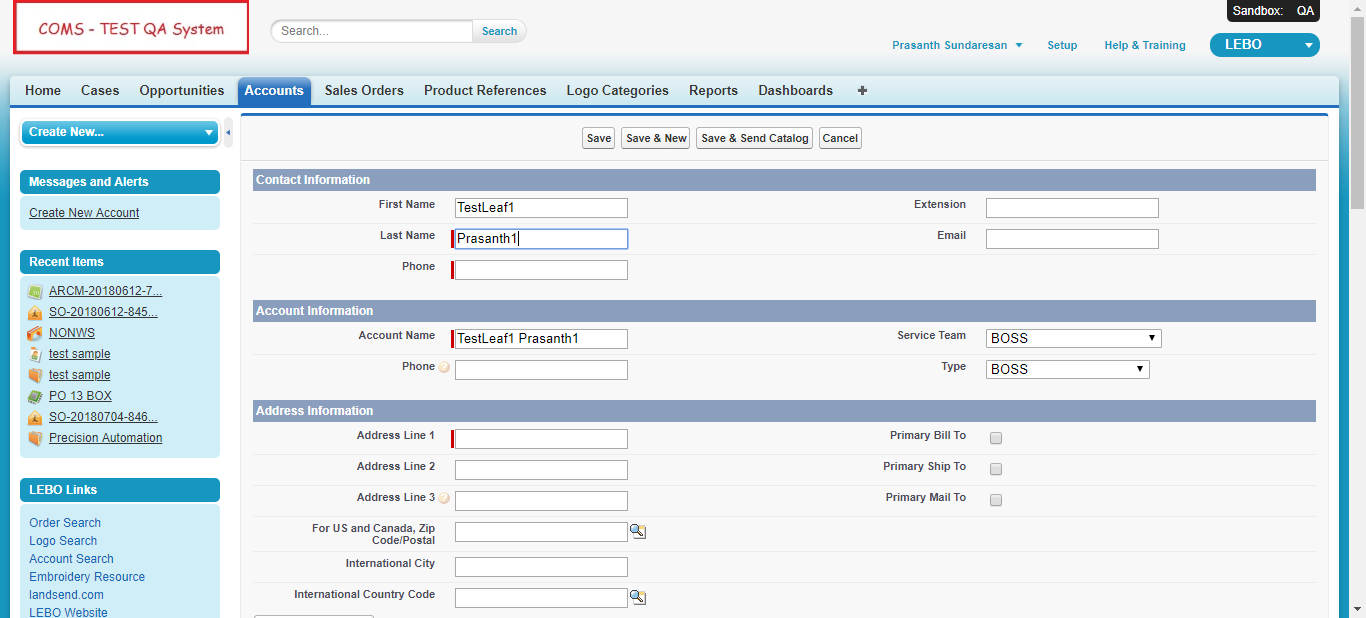 COMS - TEST QA System
Search...
Search
Sandbox: QA
Prasanth Sundaresan
Setup
Help & Training
LEBO
Home
Cases
Opportunities
Accounts
Sales Orders
Product References
Logo Categories
Reports
Dashboards
+
Create New...
Messages and Alerts
Create New Account
Recent Items
ARCM-20180612-7...
SO-20180612-845...
NONWS
test sample
test sample
PO 13 BOX
SO-20180704-846...
Precision Automation
LEBO Links
Order Search
Logo Search
Account Search
Embroidery Resource
landsend.com
LEBO Website
Save
Save & New
Save & Send Catalog
Cancel
Contact Information
First Name TestLeaf1
Extension
Last Name Prasanth1
Email
Phone
Account Information
Account Name TestLeaf1 Prasanth1
Service Team BOSS
Phone ?
Type BOSS
Address Information
Address Line 1
Primary Bill To
Address Line 2
Primary Ship To
Address Line 3 ?
Primary Mail To
For US and Canada, Zip
Code/Postal
International City
International Country Code